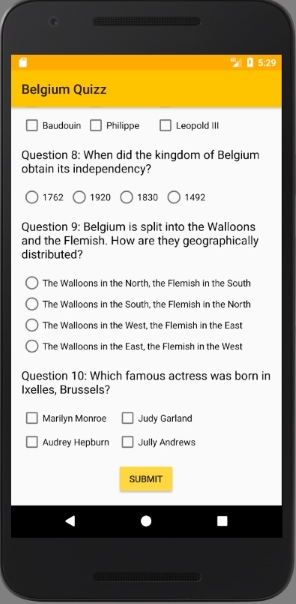 5:29
Belgium Quizz
Baudouin Philippe Leopold III
Question 8: When did the kingdom of Belgium
obtain its independency?
1762 1920 1830 1492
Question 9: Belgium is split into the Walloons
and the Flemish. How are they geographically
distributed?
The Walloons in the North, the Flemish in the South
The Walloons in the South, the Flemish in the North
The Walloons in the West, the Flemish in the East
The Walloons in the East, the Flemish in the West
Question 10: Which famous actress was born in
Ixelles, Brussels?
Marilyn Monroe Judy Garland
Audrey Hepburn Jully Andrews
SUBMIT